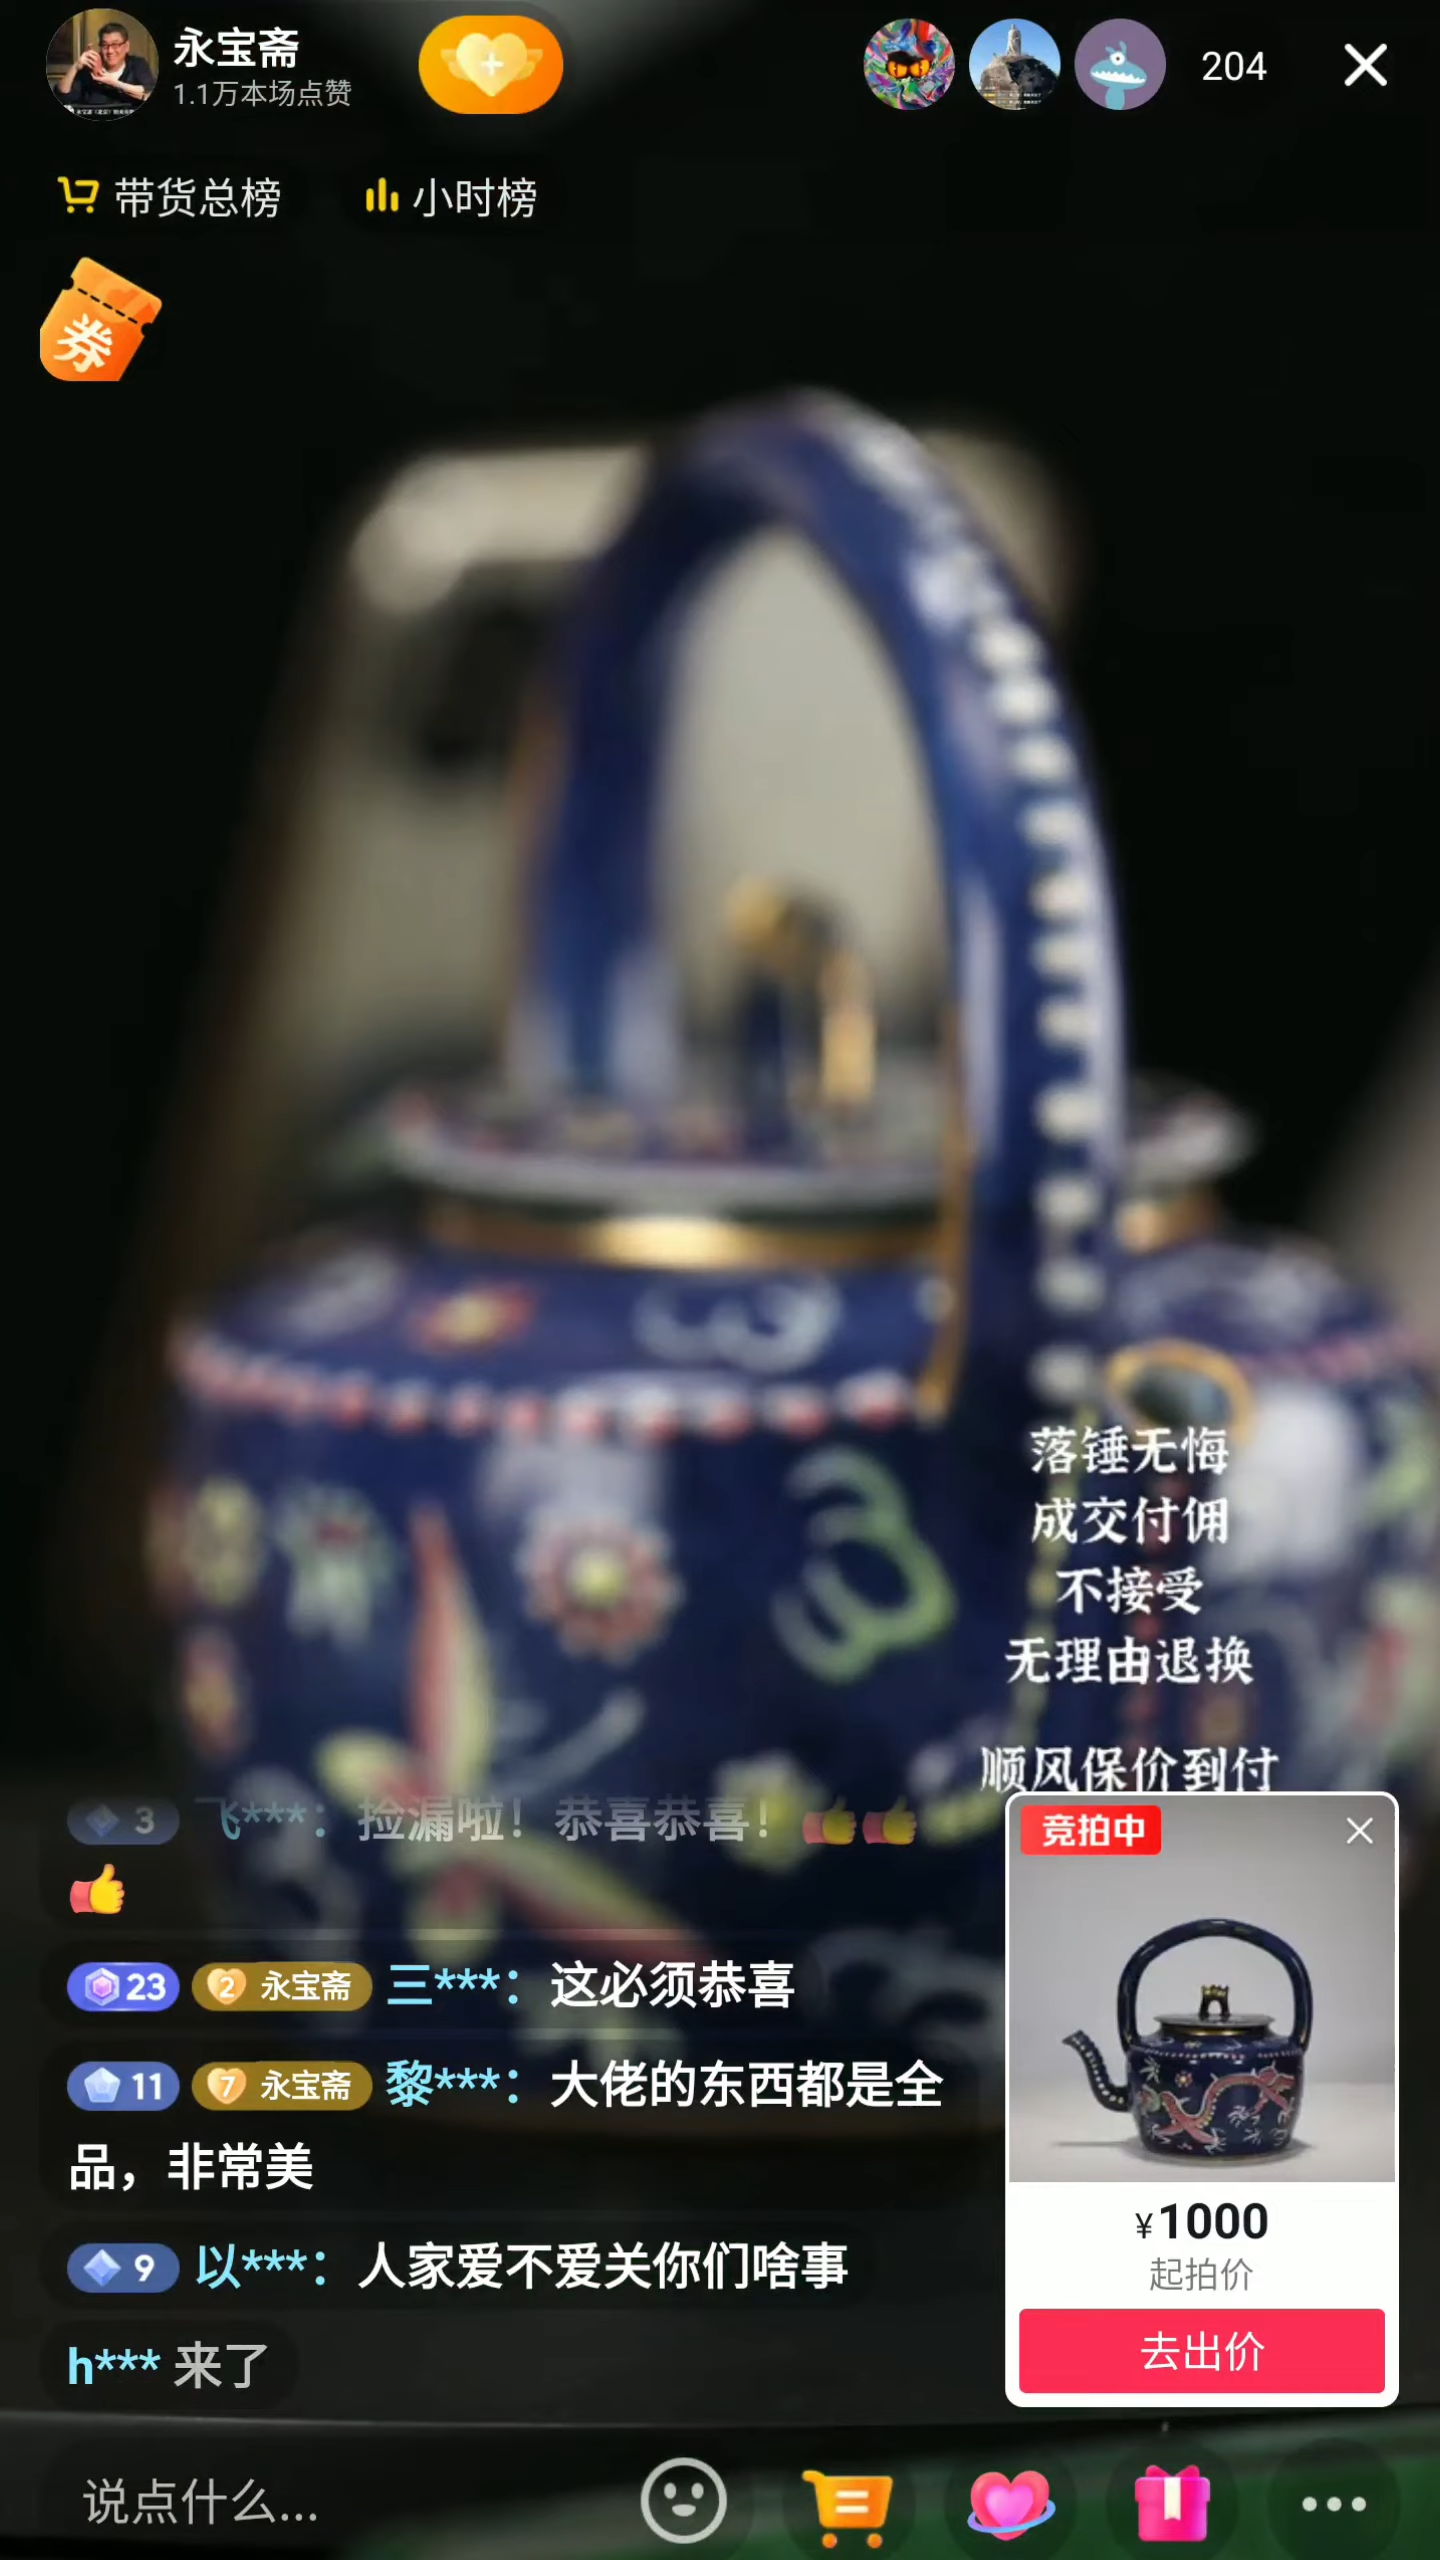 永宝斋
1.1万本场点赞
204
带货总榜
小时榜
券
落锤无悔
成交付佣
不接受
无理由退换
顺风保价到付
3 飞***：捡漏啦！恭喜恭喜！
23 2 永宝斋 三***：这必须恭喜
11 7 永宝斋 黎***：大佬的东西都是全
品，非常美
9 以***：人家爱不爱关你们啥事
h*** 来了
竞拍中
¥1000
起拍价
去出价
说点什么...